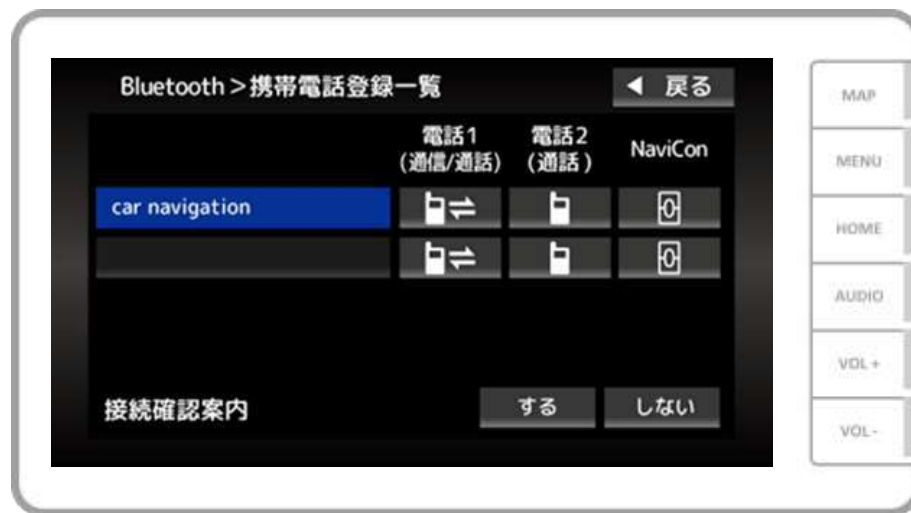 Bluetooth＞携帯電話登録一覧
◀ 戻る
電話1
(通信/通話)
電話2
(通話)
NaviCon
car navigation
接続確認案内
する
しない
MAP
MENU
HOME
AUDIO
VOL+
VOL-